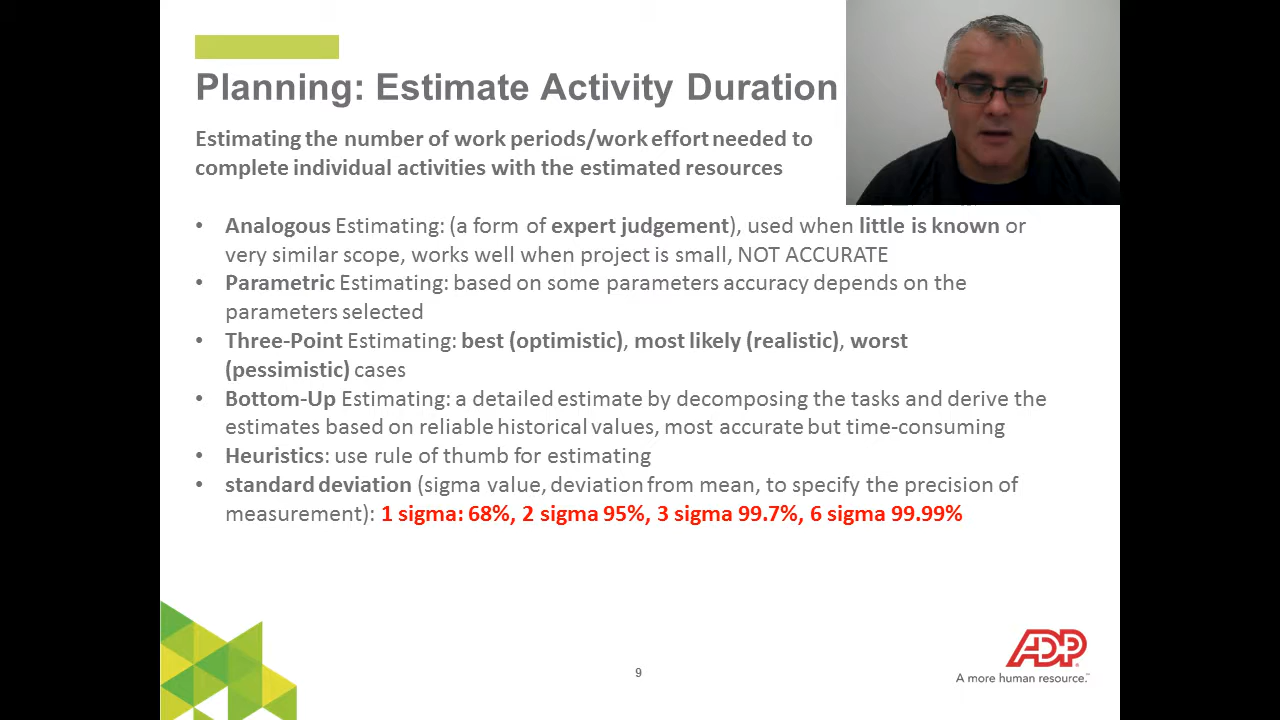 Planning: Estimate Activity Duration
Estimating the number of work periods/work effort needed to
complete individual activities with the estimated resources
• Analogous Estimating: (a form of expert judgement), used when little is known or
very similar scope, works well when project is small, NOT ACCURATE
• Parametric Estimating: based on some parameters accuracy depends on the
parameters selected
• Three-Point Estimating: best (optimistic), most likely (realistic), worst
(pessimistic) cases
• Bottom-Up Estimating: a detailed estimate by decomposing the tasks and derive the
estimates based on reliable historical values, most accurate but time-consuming
• Heuristics: use rule of thumb for estimating
• standard deviation (sigma value, deviation from mean, to specify the precision of
measurement): 1 sigma: 68%, 2 sigma 95%, 3 sigma 99.7%, 6 sigma 99.99%
9
ADP
A more human resource.™